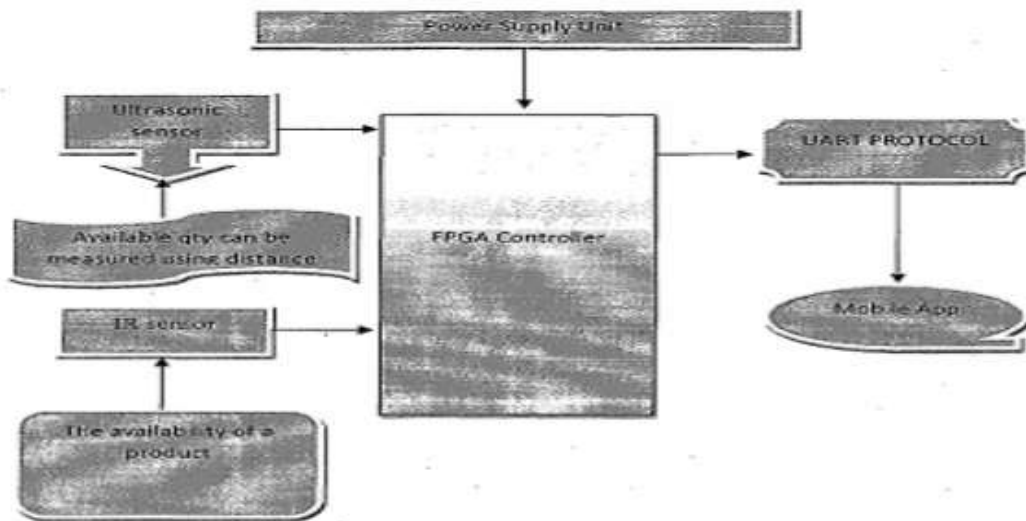 Power Supply Unit
Ultrasonic
sensor
UART PROTOCOL
Available qty can be
measured using distance
FPGA Controller
IR sensor
Mobile App
The availability of a
product